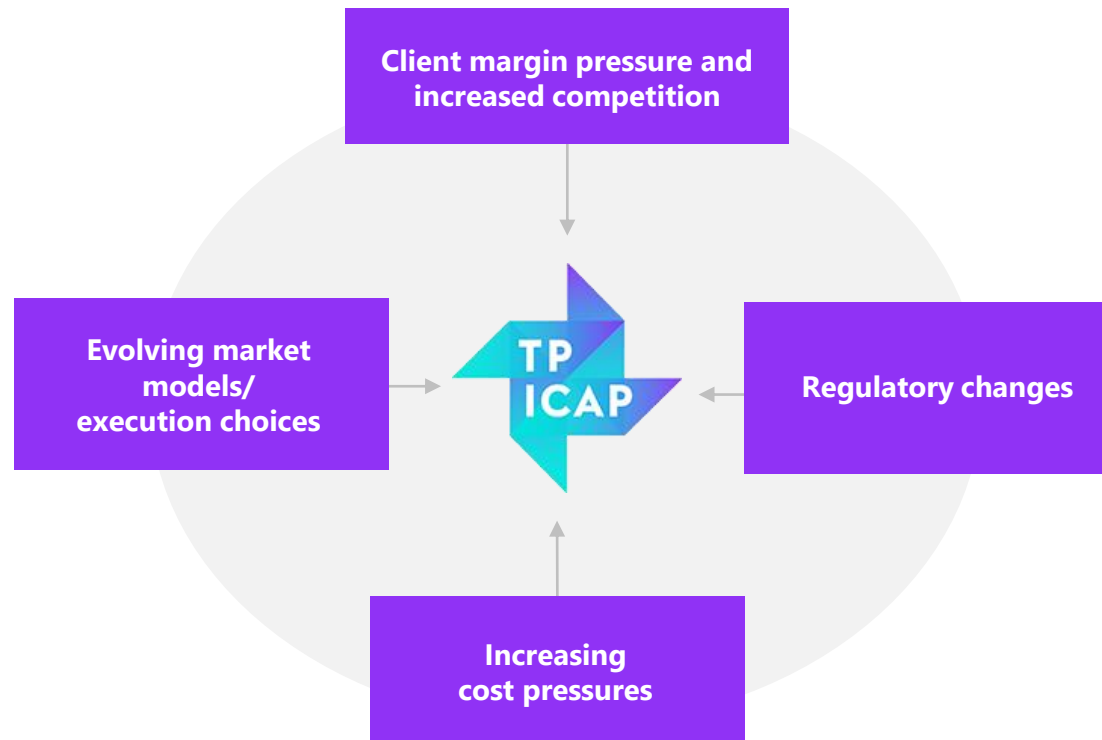 Client margin pressure and
increased competition
Evolving market
models/
execution choices
TP
ICAP
Regulatory changes
Increasing
cost pressures